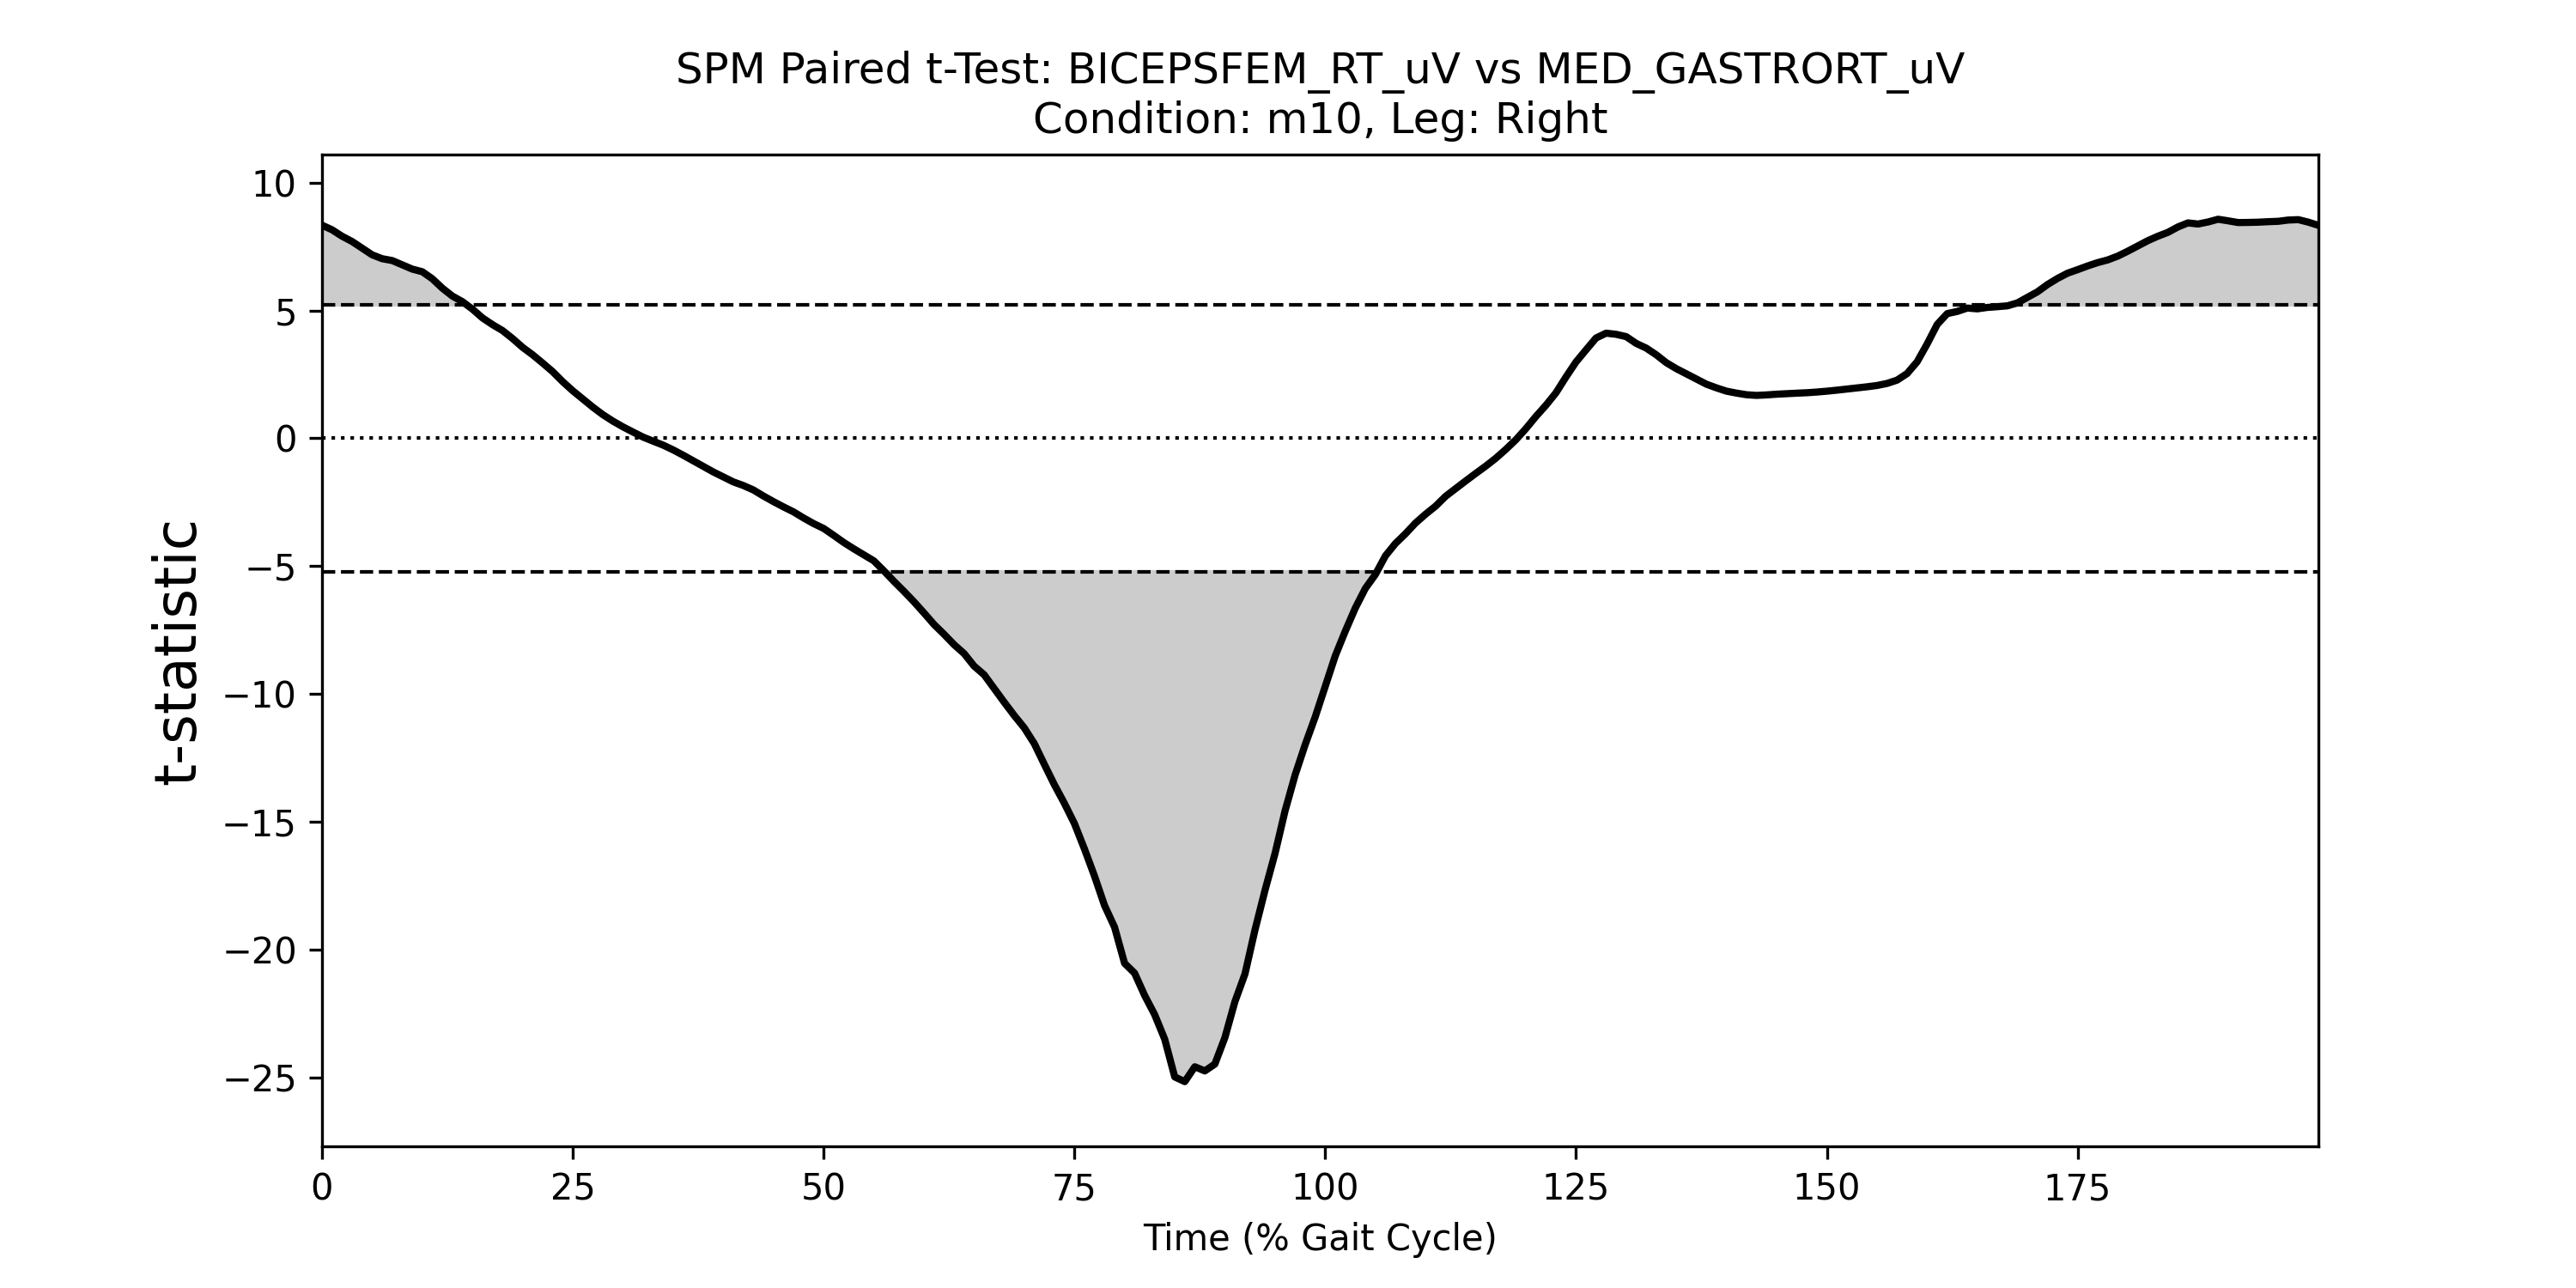 SPM Paired t-Test: BICEPSFEM_RT_uV vs MED_GASTRORT_uV
Condition: m10, Leg: Right
10
5
0
−5
−10
−15
−20
−25
t-statistic
0 25 50 75 100 125 150 175
Time (% Gait Cycle)